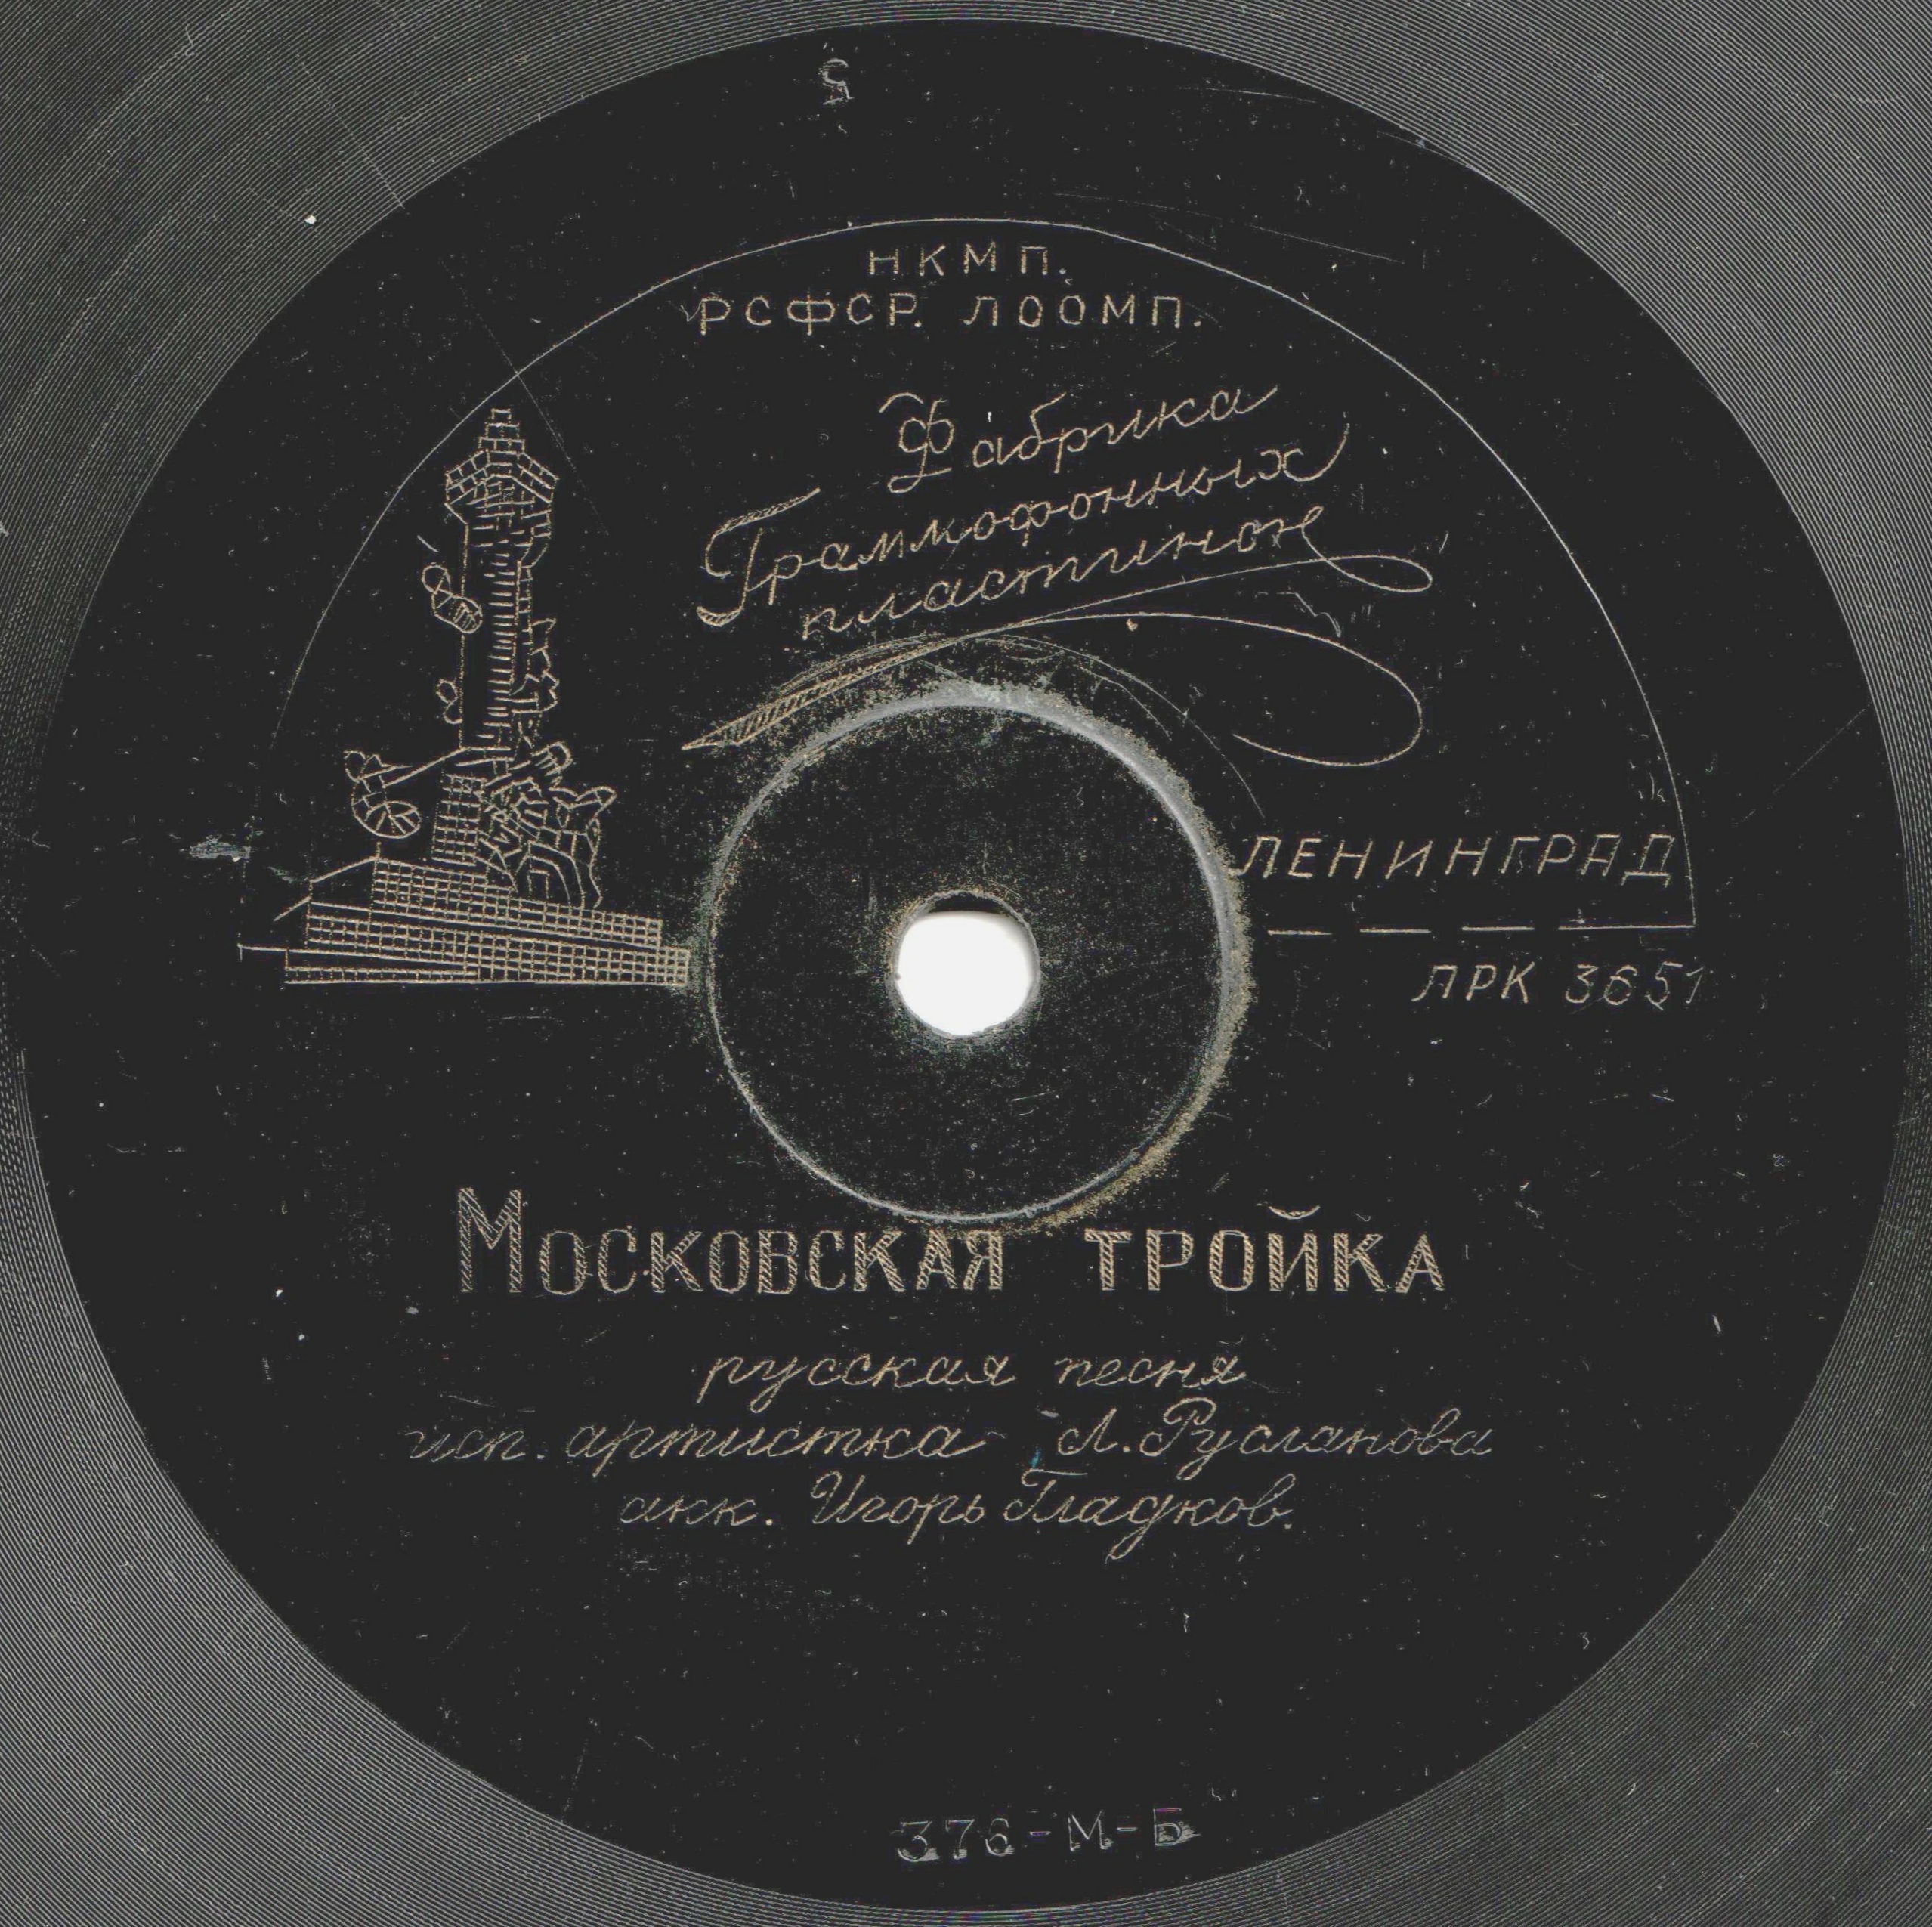 5
НКМП.
РСФСР. ЛООМП.
Фабрика
Граммофонных
пластинок
ЛЕНИНГРАД
ЛРК 3651
МОСКОВСКАЯ ТРОЙКА
русская песня
исп. артистка Л. Русланова
акк. Игорь Гладков.
376-М-Б